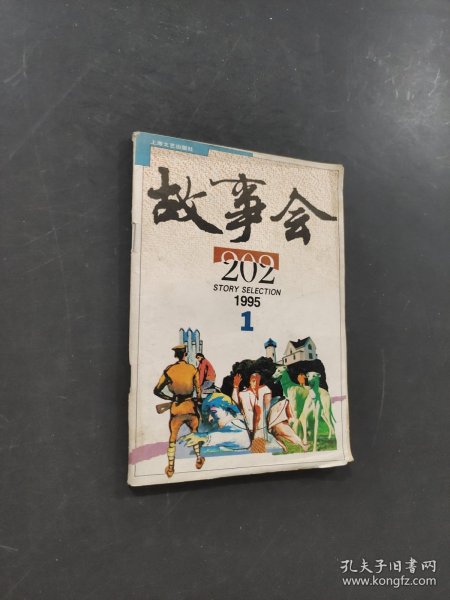 上海文艺出版社
故事会
202
STORY SELECTION
1995
1
孔夫子旧书网
www.kongfz.com